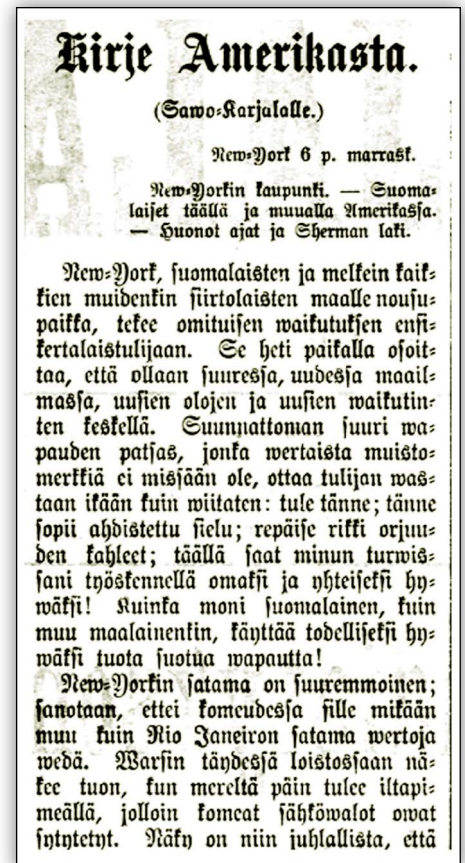 Kirje Amerikasta.
(Sawo-Karjalalle.)
New-York 6 p. marrask.
New-Yorkin kaupunki. — Suoma-
laiset täällä ja muualla Amerikassa.
— Huonot ajat ja Sherman laki.
New-York, suomalaisten ja melkein kaik-
kien muidenkin siirtolaisten maalle nousu-
paikka, tekee omituisen waikutuksen ensi-
kertalaistulijaan. Se heti paikalla osoit-
taa, että ollaan suuressa, uudessa maail-
massa, uusien olojen ja uusien waikutin-
ten keskellä. Suunnattoman suuri wa-
pauden patsas, jonka wertaista muisto-
merkkiä ei missään ole, ottaa tulijan was-
taan ikään kuin wiitaten: tule tänne; tänne
sopii ahdistettu sielu; repäise rikki orjuu-
den kahleet; täällä saat minun turwis-
sani työskennellä omaksi ja yhteiseksi hy-
wäksi! Kuinka moni suomalainen, kuin
muu maalainenkin, käyttää todelliseksi hy-
wäksi tuota suotua wapautta!
New-Yorkin satama on suuremmoinen;
sanotaan, ettei komeudessa sille mikään
muu kuin Rio Janeiron satama wertoja
wedä. Warsin täydessä loistossaan nä-
kee tuon, kun mereltä päin tulee iltapi-
meällä, jolloin komeat sähköwalot owat
sytytetyt. Näky on niin juhlallista, että